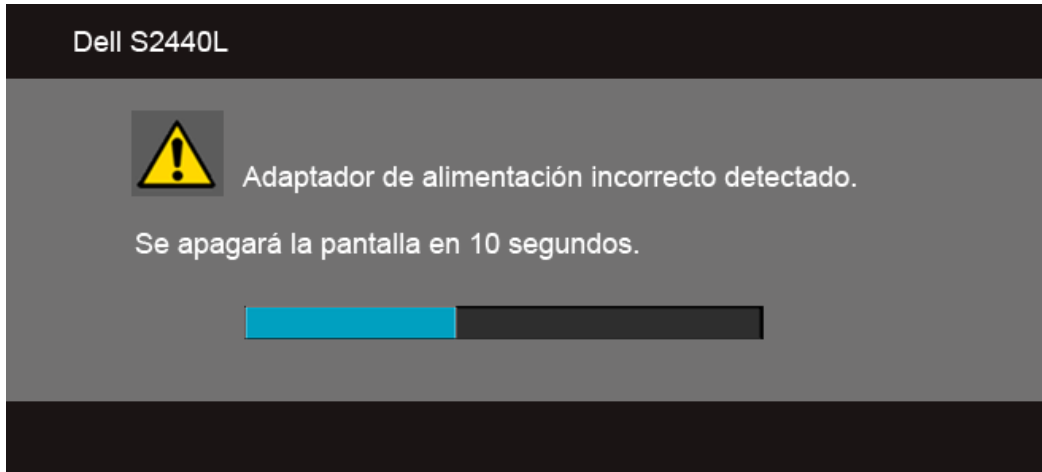 Dell S2440L
Adaptador de alimentación incorrecto detectado.
Se apagará la pantalla en 10 segundos.